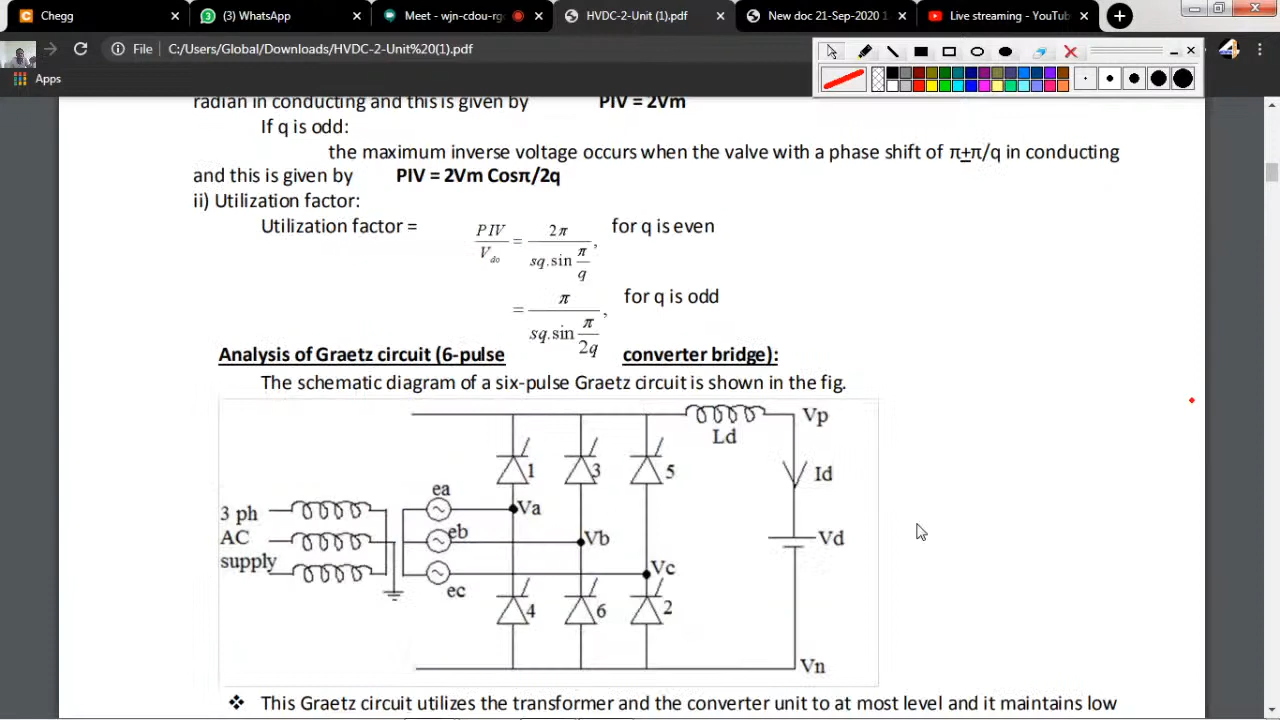 Chegg
(3) WhatsApp
Meet - wjn-cdou-rg
HVDC-2-Unit (1).pdf
New doc 21-Sep-2020 1
Live streaming - YouTub
File
C:/Users/Global/Downloads/HVDC-2-Unit%20(1).pdf
Apps
radian in conducting and this is given by PIV = 2Vm
If q is odd:
the maximum inverse voltage occurs when the valve with a phase shift of π±π/q in conducting
and this is given by PIV = 2Vm Cosπ/2q
ii) Utilization factor:
Utilization factor = PIV/Vdo = 2π/(sq.sin π/q), for q is even
= π/(sq.sin π/2q), for q is odd
Analysis of Graetz circuit (6-pulse converter bridge):
The schematic diagram of a six-pulse Graetz circuit is shown in the fig.
Vp
Ld
1 3 5
Id
ea
Va
3 ph
AC
supply
eb
Vb
Vd
Vc
ec
4 6 2
Vn
❖ This Graetz circuit utilizes the transformer and the converter unit to at most level and it maintains low